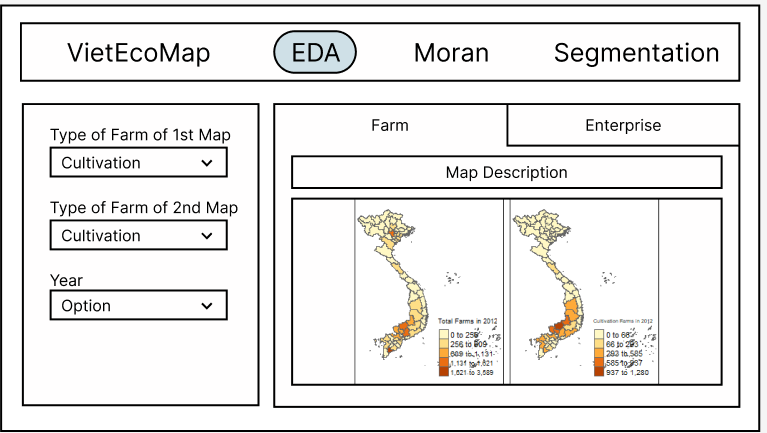 VietEcoMap EDA Moran Segmentation
Type of Farm of 1st Map
Cultivation
Type of Farm of 2nd Map
Cultivation
Year
Option
Farm Enterprise
Map Description
Total Farms in 2012
0 to 256
256 to 609
609 to 1,131
1,131 to 1,621
1,621 to 3,589
Cultivation Farms in 2012
0 to 66
66 to 293
293 to 585
585 to 937
937 to 1,280